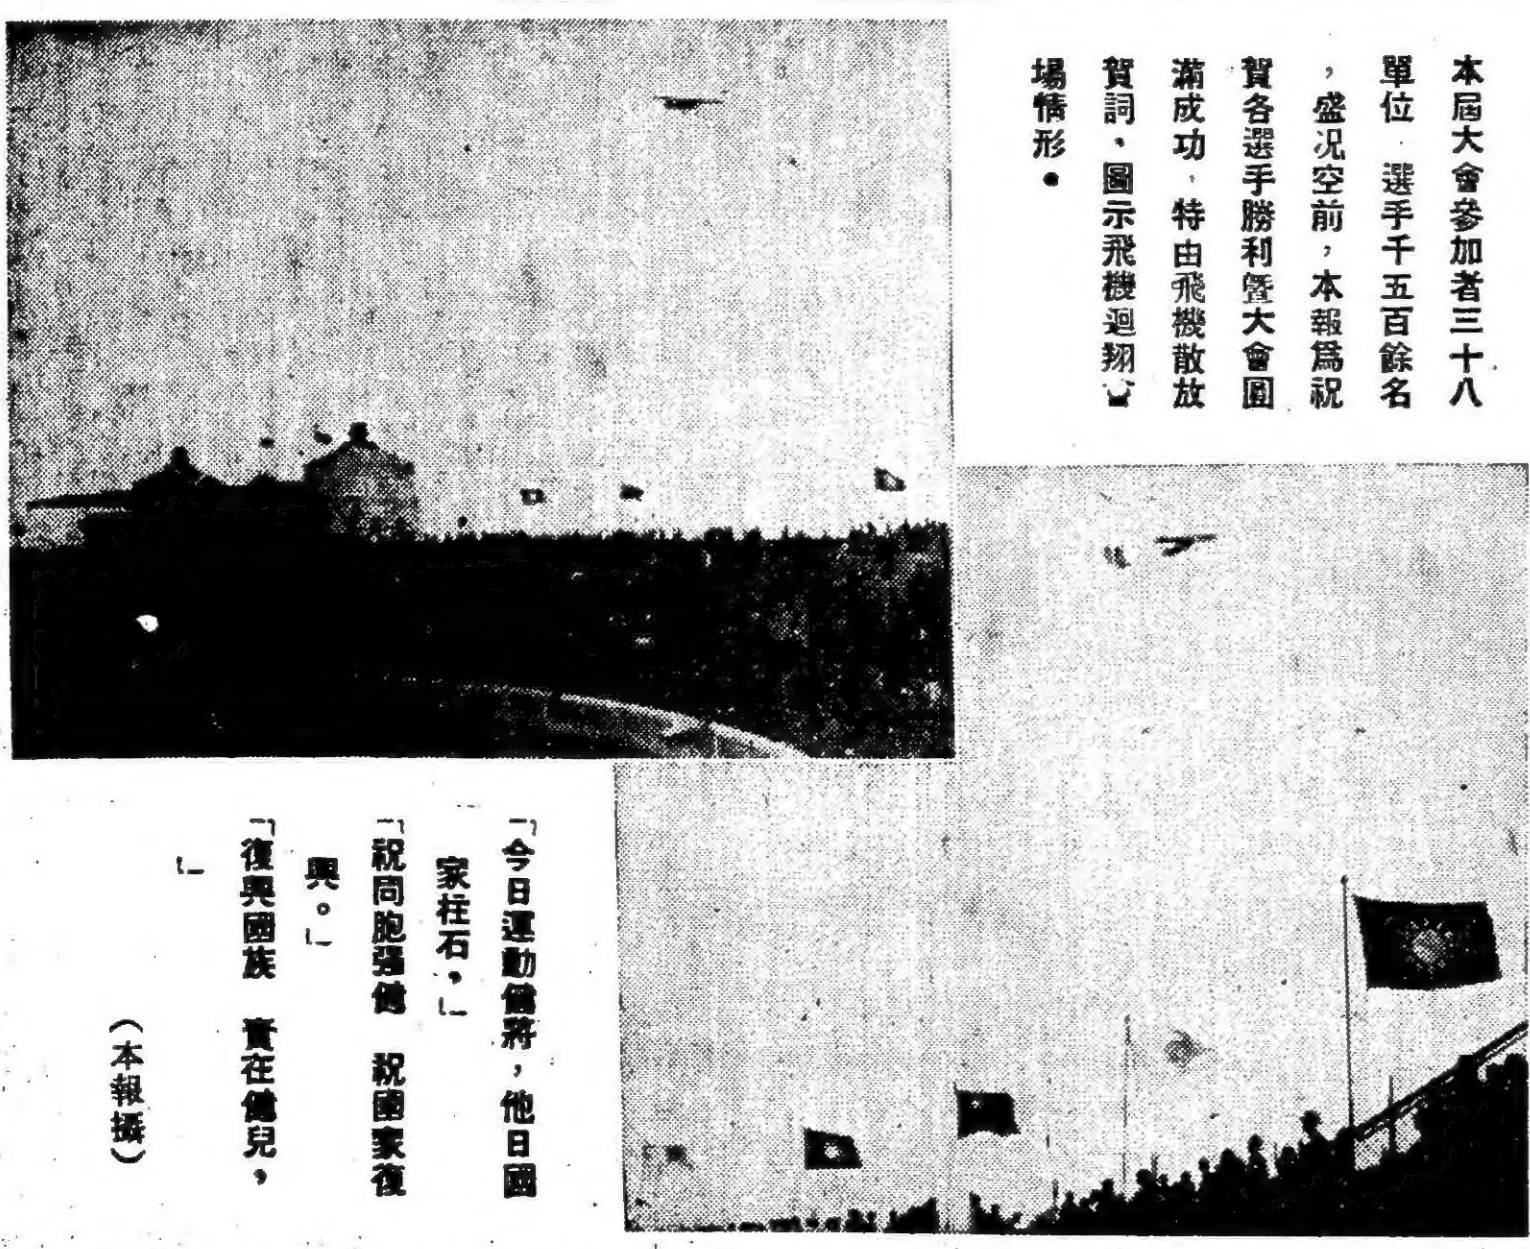 本屆大會參加者三十八
單位 選手千五百餘名
，盛況空前，本報爲祝
賀各選手勝利曁大會圓
滿成功，特由飛機散放
賀詞。圖示飛機迴翔會
場情形。
「今日運動健將，他日國
家柱石。」
「祝同胞强健 祝國家復
興。」
「復興國族 責在健兒，
」
（本報攝）